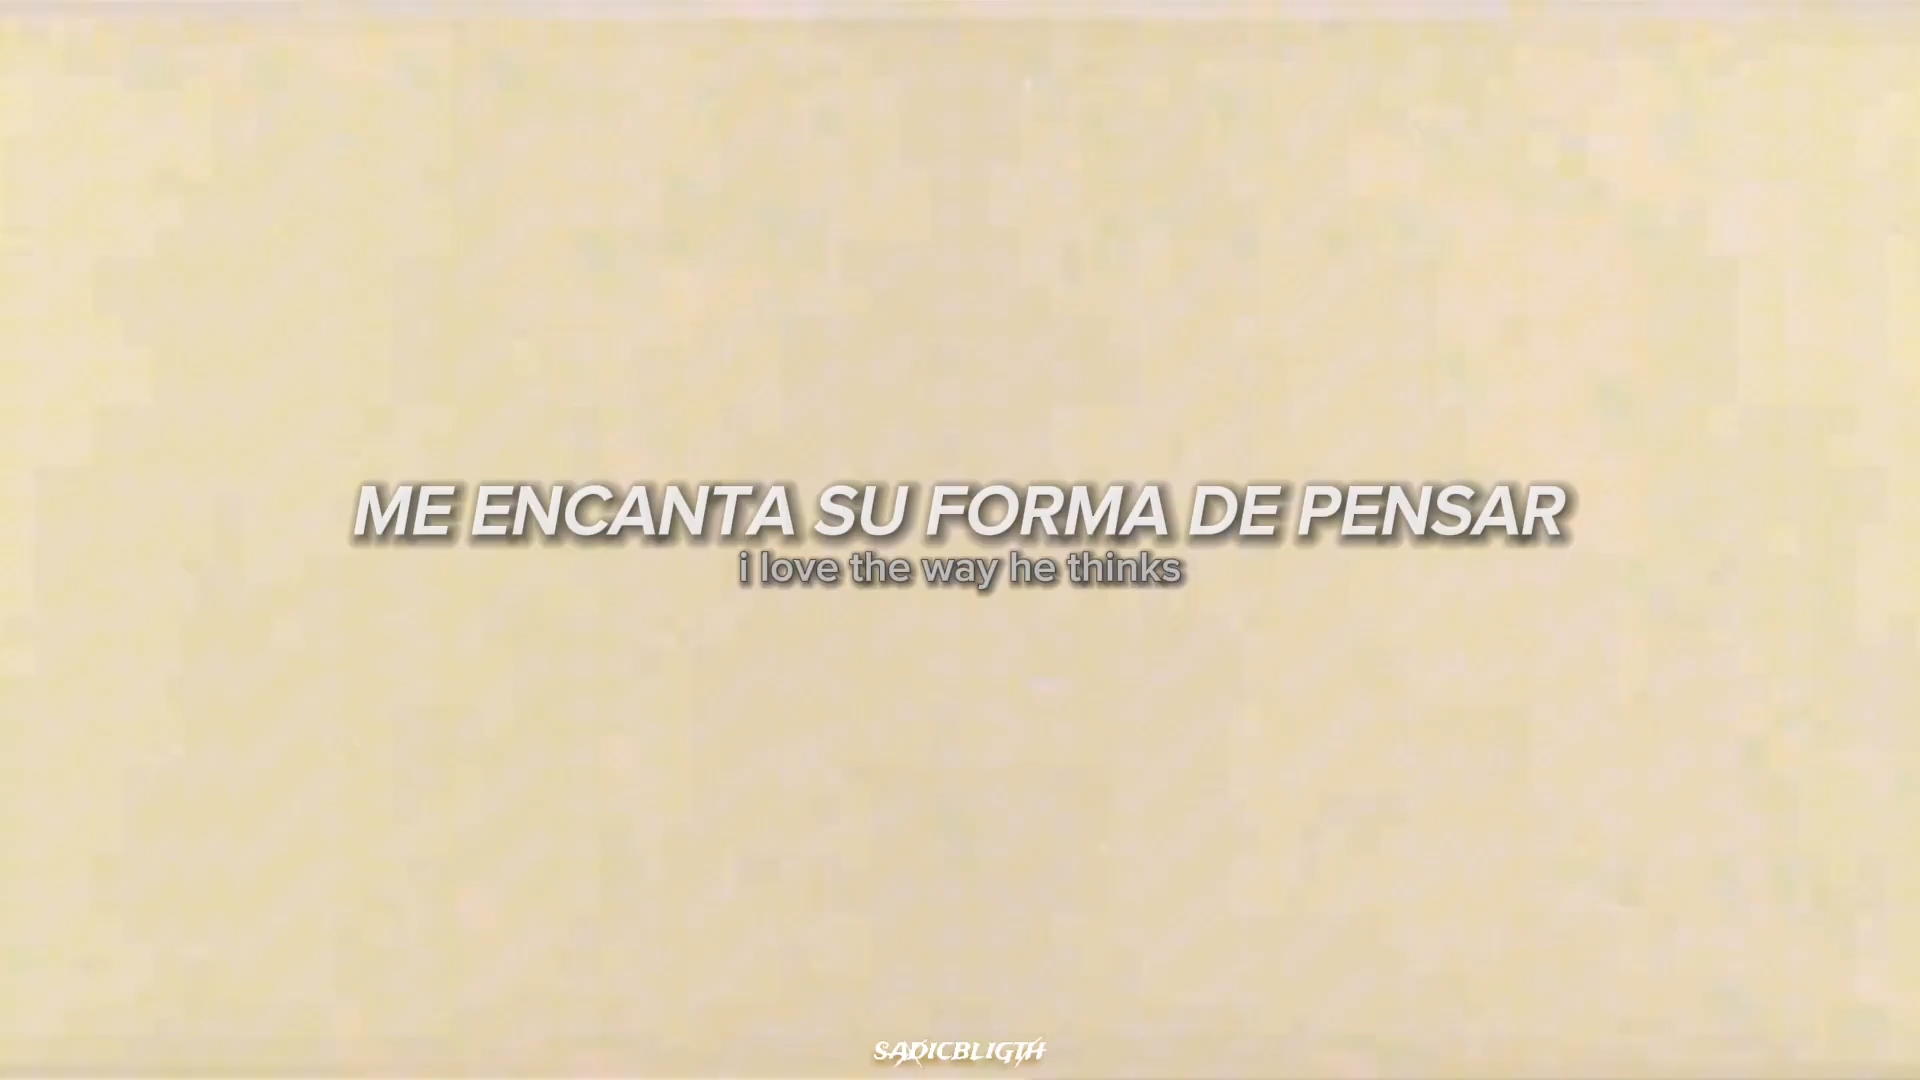 ME ENCANTA SU FORMA DE PENSAR
i love the way he thinks
SADICBLIGTH